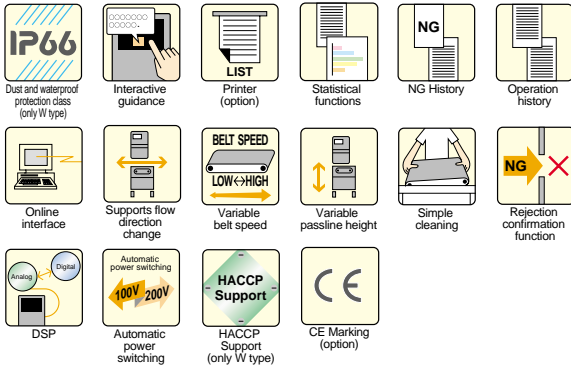 IP66
Dust and waterproof
protection class
(only W type)
Interactive
guidance
LIST
Printer
(option)
Statistical
functions
NG
NG History
Operation
history
Online
interface
Supports flow
direction
change
BELT SPEED
LOW↔HIGH
Variable
belt speed
Variable
passline height
Simple
cleaning
NG
Rejection
confirmation
function
Analog
Digital
DSP
Automatic
power switching
100V 200V
Automatic
power
switching
HACCP
Support
HACCP
Support
(only W type)
CE
CE Marking
(option)